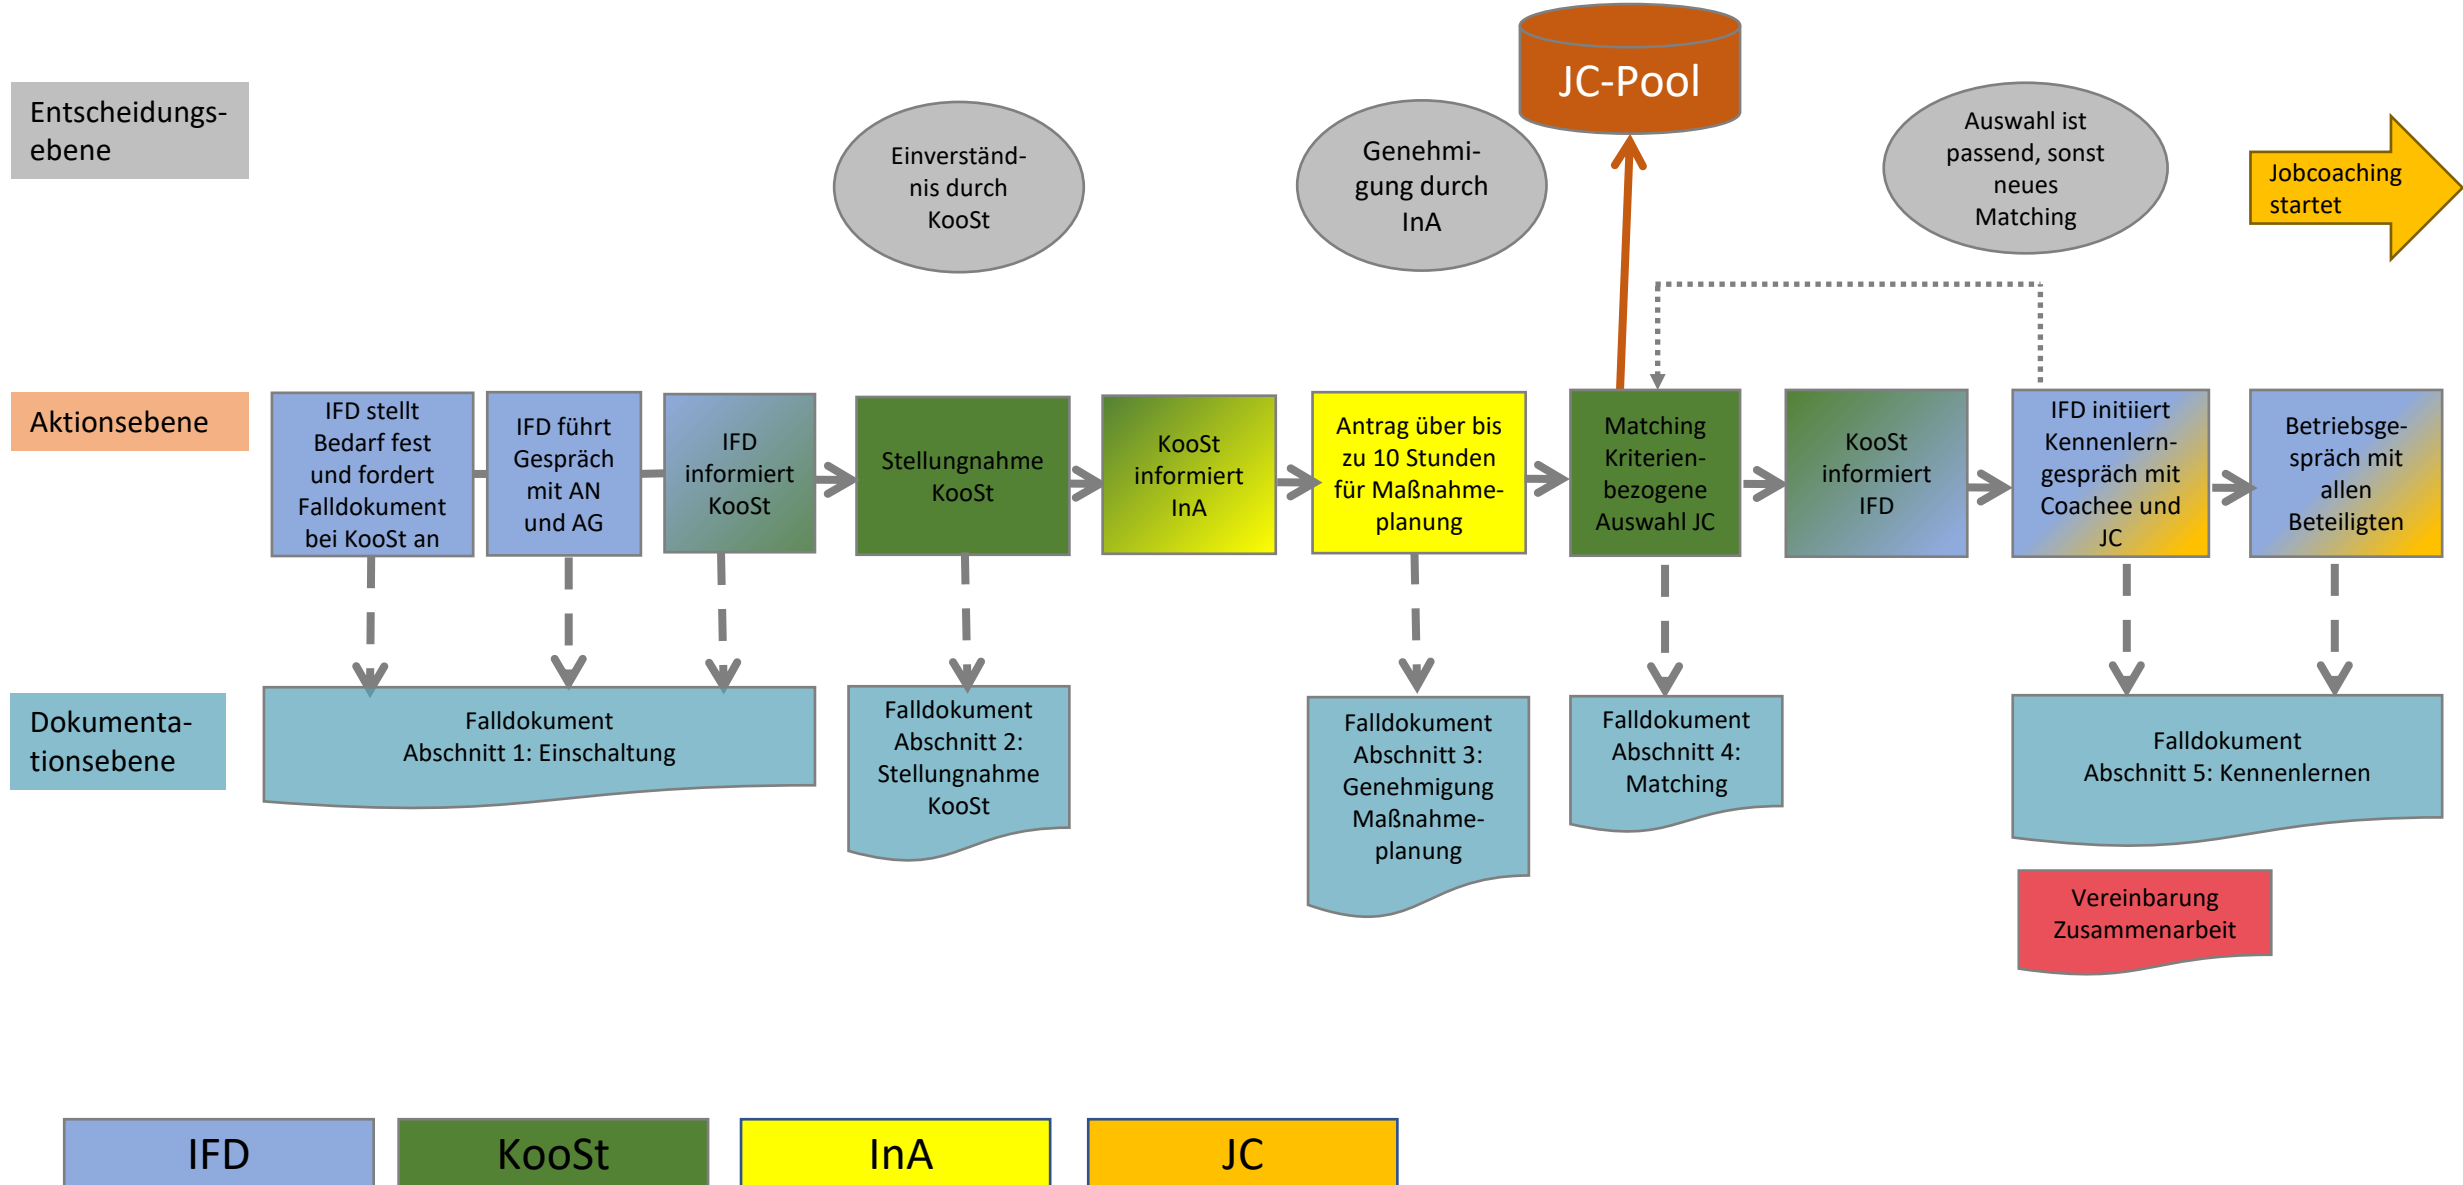 JC-Pool
Entscheidungs-
ebene
Einverständ-
nis durch
KooSt
Genehmi-
gung durch
InA
Auswahl ist
passend, sonst
neues
Matching
Jobcoaching
startet
Aktionsebene
IFD stellt
Bedarf fest
und fordert
Falldokument
bei KooSt an
IFD führt
Gespräch
mit AN
und AG
IFD
informiert
KooSt
Stellungnahme
KooSt
KooSt
informiert
InA
Antrag über bis
zu 10 Stunden
für Maßnahme-
planung
Matching
Kriterien-
bezogene
Auswahl JC
KooSt
informiert
IFD
IFD initiiert
Kennenlern-
gespräch mit
Coachee und
JC
Betriebsge-
spräch mit
allen
Beteiligten
Dokumenta-
tionsebene
Falldokument
Abschnitt 1: Einschaltung
Falldokument
Abschnitt 2:
Stellungnahme
KooSt
Falldokument
Abschnitt 3:
Genehmigung
Maßnahme-
planung
Falldokument
Abschnitt 4:
Matching
Falldokument
Abschnitt 5: Kennenlernen
Vereinbarung
Zusammenarbeit
IFD
KooSt
InA
JC